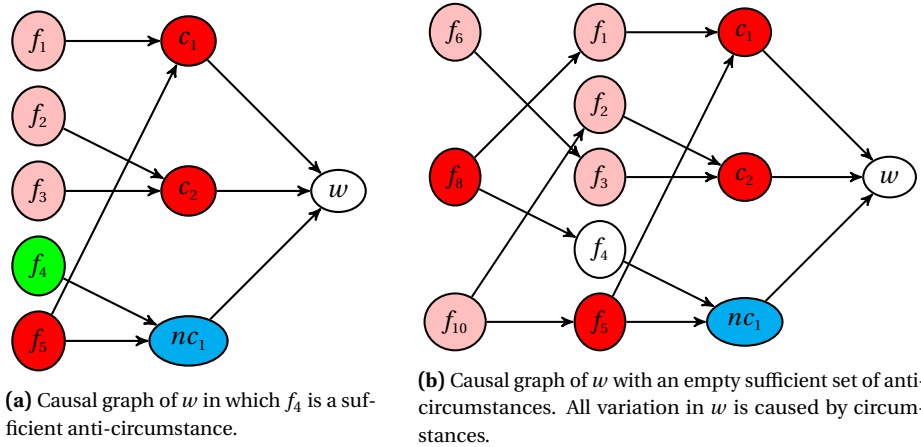 f₁
c₁
f₂
f₃
c₂
w
f₄
f₅
nc₁
(a) Causal graph of w in which f₄ is a suf-
ficient anti-circumstance.
f₆
f₁
c₁
f₂
f₈
f₃
c₂
w
f₄
f₁₀
f₅
nc₁
(b) Causal graph of w with an empty sufficient set of anti-
circumstances. All variation in w is caused by circum-
stances.